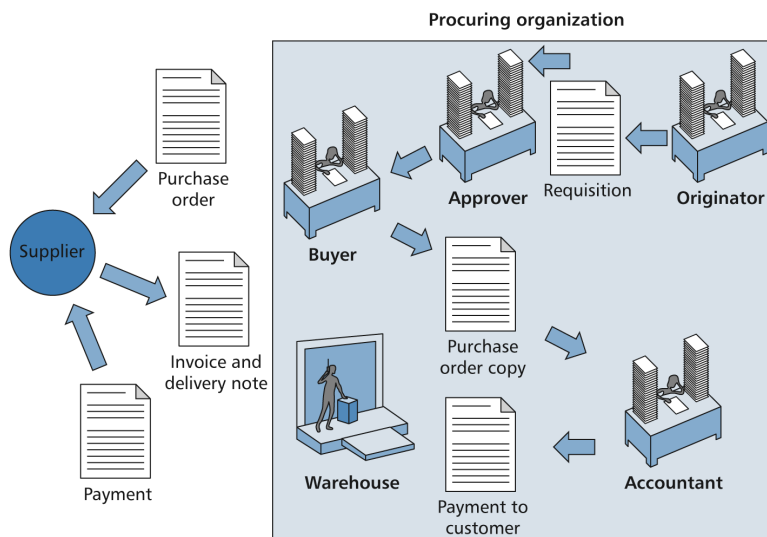 Procuring organization
Purchase
order
Supplier
Invoice and
delivery note
Payment
Originator
Requisition
Approver
Buyer
Purchase
order copy
Accountant
Payment to
customer
Warehouse